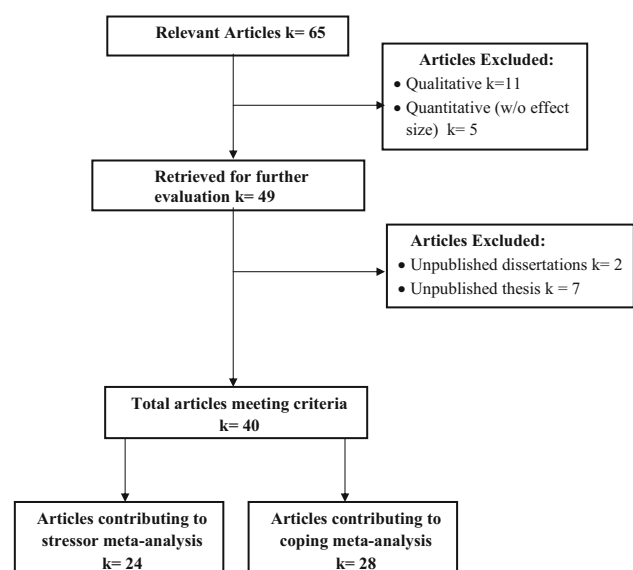 Relevant Articles k= 65
Articles Excluded:
• Qualitative k=11
• Quantitative (w/o effect
size) k= 5
Retrieved for further
evaluation k= 49
Articles Excluded:
• Unpublished dissertations k= 2
• Unpublished thesis k = 7
Total articles meeting criteria
k= 40
Articles contributing to
stressor meta-analysis
k= 24
Articles contributing to
coping meta-analysis
k= 28